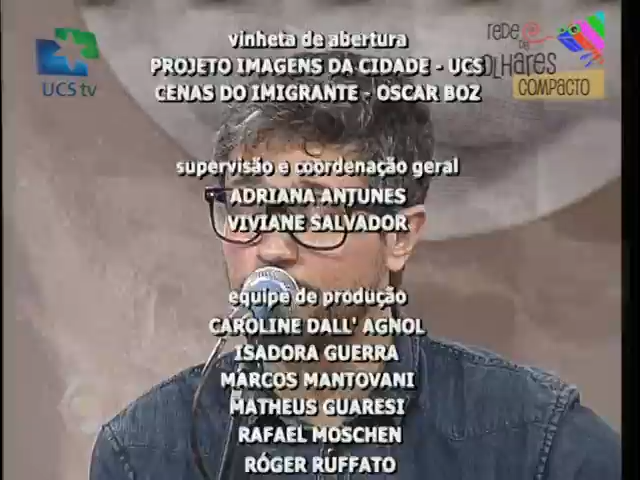 vinheta de abertura
PROJETO IMAGENS DA CIDADE - UCS
CENAS DO IMIGRANTE - OSCAR BOZ
supervisão e coordenação geral
ADRIANA ANTUNES
VIVIANE SALVADOR
equipe de produção
CAROLINE DALL' AGNOL
ISADORA GUERRA
MARCOS MANTOVANI
MATHEUS GUARESI
RAFAEL MOSCHEN
RÓGER RUFFATO
UCS tv
rede
DE
OLHARES
COMPACTO